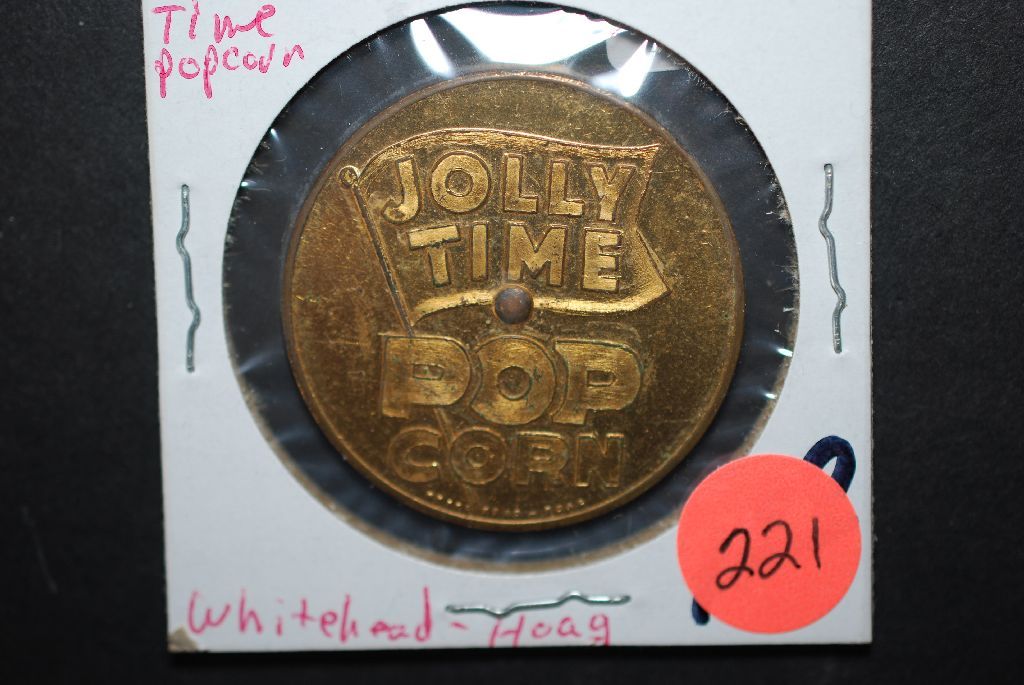 Time
popcorn
JOLLY
TIME
POP
CORN
221
Whitehead - Hoag